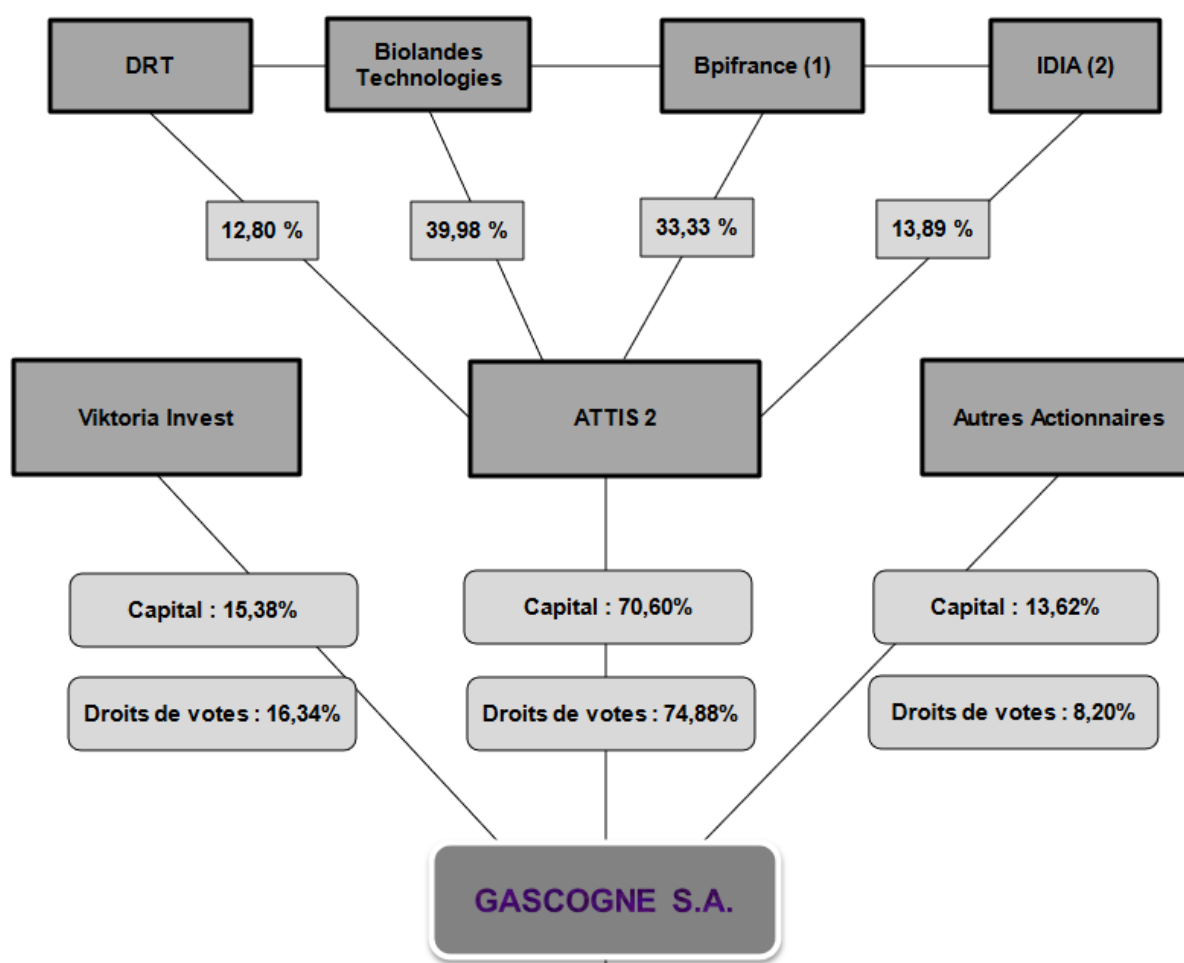 DRT
Biolandes
Technologies
Bpifrance (1)
IDIA (2)
12,80 %
39,98 %
33,33 %
13,89 %
Viktoria Invest
ATTIS 2
Autres Actionnaires
Capital : 15,38%
Capital : 70,60%
Capital : 13,62%
Droits de votes : 16,34%
Droits de votes : 74,88%
Droits de votes : 8,20%
GASCOGNE S.A.